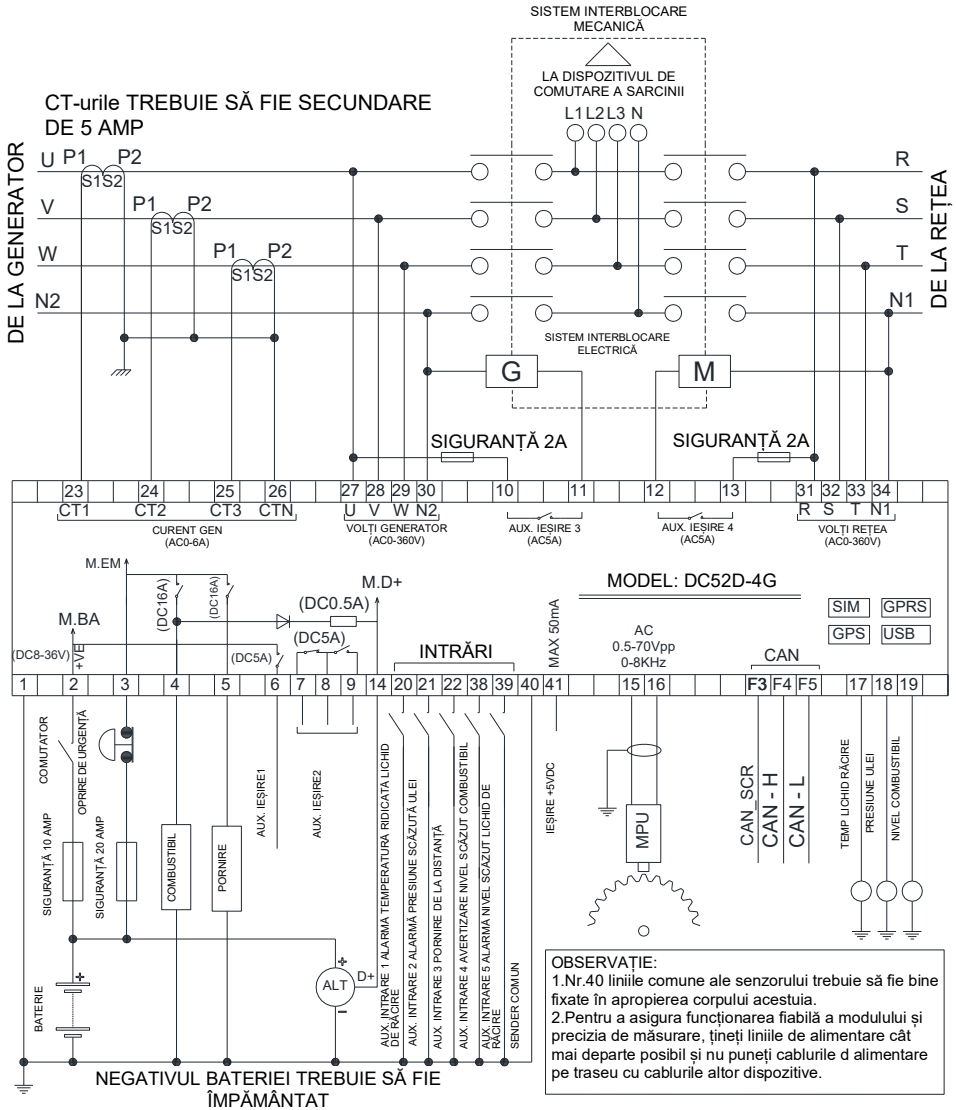 SISTEM INTERBLOCARE
MECANICĂ
LA DISPOZITIVUL DE
COMUTARE A SARCINII
L1 L2 L3 N
CT-urile TREBUIE SĂ FIE SECUNDARE
DE 5 AMP
DE LA GENERATOR
DE LA REȚEA
U P1 P2
S1S2
R
V P1 P2
S1S2
S
W P1 P2
S1S2
T
N2
N1
SISTEM INTERBLOCARE
ELECTRICĂ
G
M
SIGURANȚĂ 2A
SIGURANȚĂ 2A
23 24 25 26 27 28 29 30 10 11 12 13 31 32 33 34
CT1 CT2 CT3 CTN U V W N2 R S T N1
CURENT GEN
(AC0-6A)
VOLȚI GENERATOR
(AC0-360V)
AUX. IEȘIRE 3
(AC5A)
AUX. IEȘIRE 4
(AC5A)
VOLȚI REȚEA
(AC0-360V)
M.EM
(DC16A)
(DC16A)
M.D+
MODEL: DC52D-4G
(DC0.5A)
SIM GPRS
GPS USB
M.BA
(DC8-36V)
+VE
(DC5A)
(DC5A)
INTRĂRI
MAX 50mA
AC
0.5-70Vpp
0-8KHz
CAN
1 2 3 4 5 6 7 8 9 14 20 21 22 38 39 40 41 15 16 F3 F4 F5 17 18 19
COMUTATOR
OPRIRE DE URGENȚĂ
SIGURANȚĂ 10 AMP
SIGURANȚĂ 20 AMP
COMBUSTIBIL
PORNIRE
AUX. IEȘIRE1
AUX. IEȘIRE2
AUX. INTRARE 1 ALARMA TEMPERATURA RIDICATĂ LICHID
DE RĂCIRE
AUX. INTRARE 2 ALARMĂ PRESIUNE SCĂZUTĂ ULEI
AUX. INTRARE 3 PORNIRE DE LA DISTANȚĂ
AUX. INTRARE 4 AVERTIZARE NIVEL SCĂZUT COMBUSTIBIL
AUX. INTRARE 5 ALARMA NIVEL SCĂZUT LICHID DE
RĂCIRE
SENDER COMUN
IEȘIRE +5VDC
MPU
CAN_SCR
CAN - H
CAN - L
TEMP LICHID RĂCIRE
PRESIUNE ULEI
NIVEL COMBUSTIBIL
BATERIE
+
−
+
ALT
D+
−
NEGATIVUL BATERIEI TREBUIE SĂ FIE
ÎMPĂMÂNTAT
OBSERVAȚIE:
1.Nr.40 liniile comune ale senzorului trebuie să fie bine
fixate în apropierea corpului acestuia.
2.Pentru a asigura funcționarea fiabilă a modulului și
precizia de măsurare, țineți liniile de alimentare cât
mai departe posibil și nu puneți cablurile d alimentare
pe traseu cu cablurile altor dispozitive.